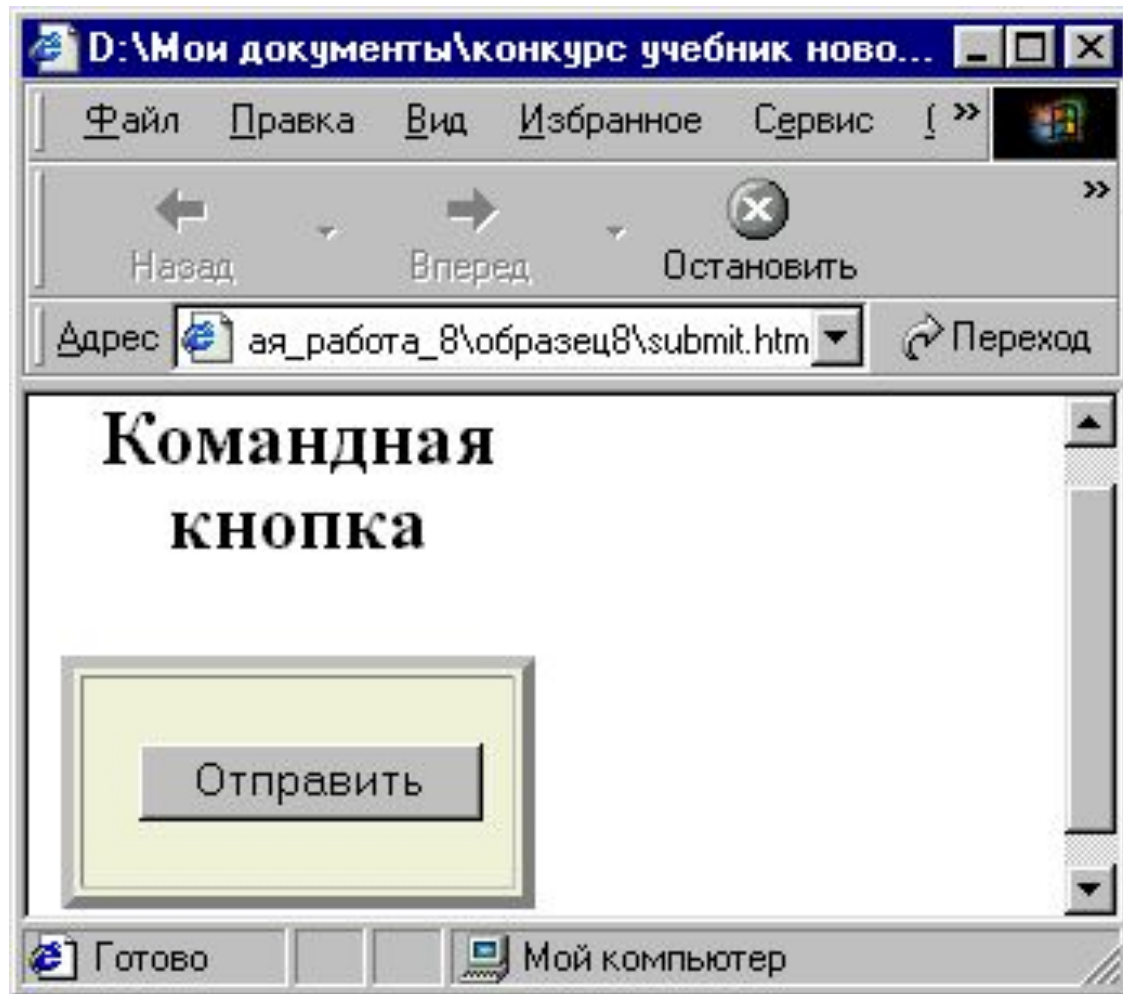 D:\Мои документы\конкурс учебник ново...
Файл Правка Вид Избранное Сервис »
»
Назад Вперед Остановить
Адрес ая_работа_8\образец8\submit.htm Переход
Командная
кнопка
Отправить
Готово Мой компьютер